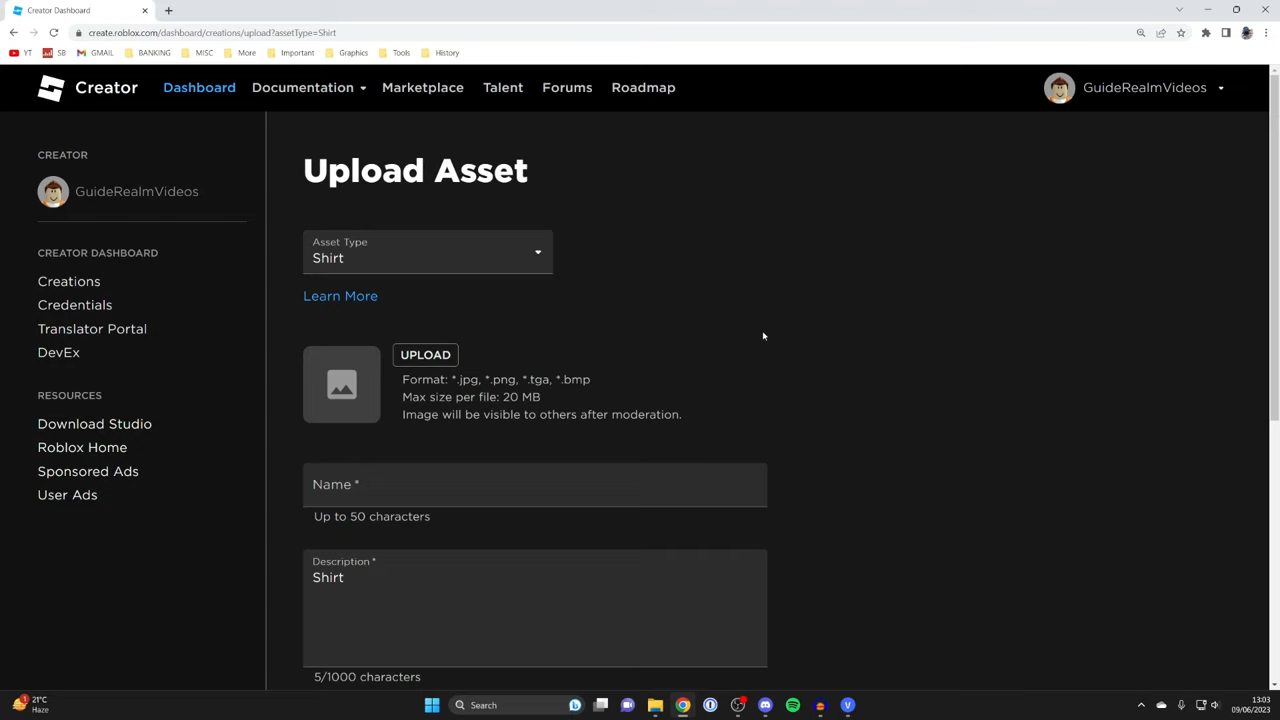 Creator Dashboard
create.roblox.com/dashboard/creations/upload?assetType=Shirt
YT SB GMAIL BANKING MISC More Important Graphics Tools History
Creator Dashboard Documentation Marketplace Talent Forums Roadmap GuideRealmVideos
CREATOR
GuideRealmVideos
CREATOR DASHBOARD
Creations
Credentials
Translator Portal
DevEx
RESOURCES
Download Studio
Roblox Home
Sponsored Ads
User Ads
Upload Asset
Asset Type
Shirt
Learn More
UPLOAD
Format: *.jpg, *.png, *.tga, *.bmp
Max size per file: 20 MB
Image will be visible to others after moderation.
Name *
Up to 50 characters
Description *
Shirt
5/1000 characters
1
21°C
Haze
Search
13:03
09/06/2023